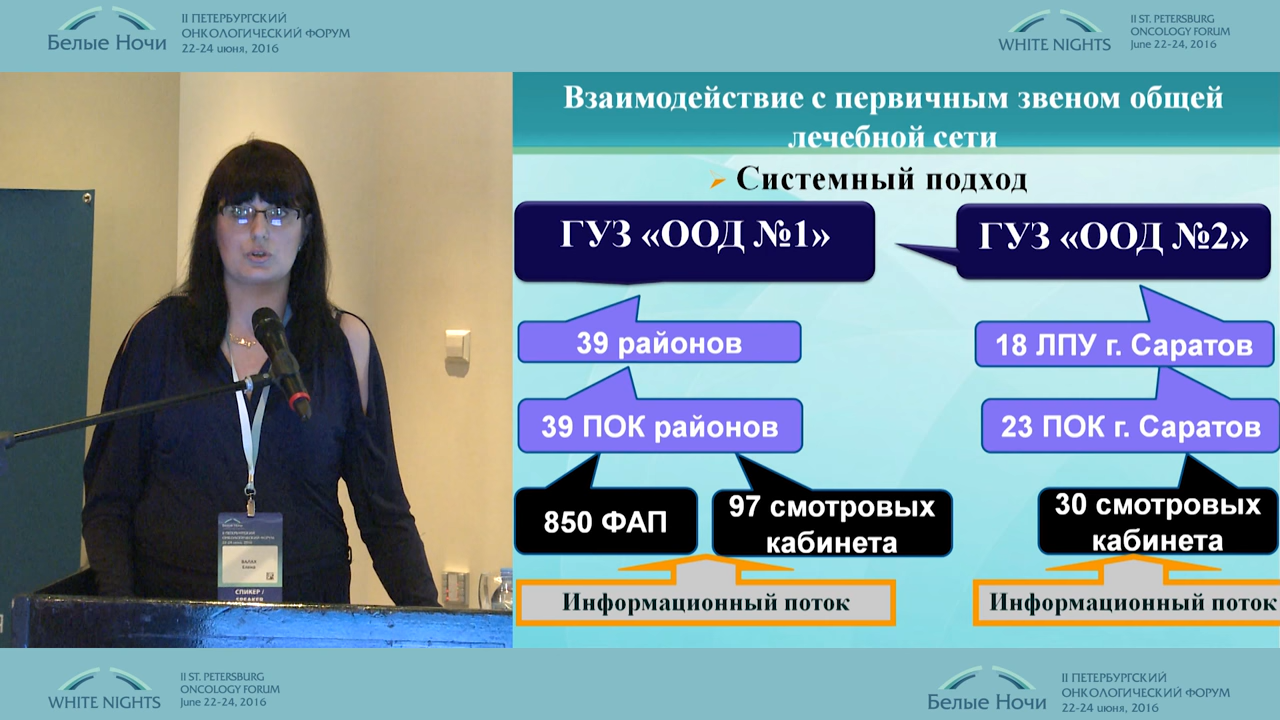 II ПЕТЕРБУРГСКИЙ
ОНКОЛОГИЧЕСКИЙ ФОРУМ
Белые Ночи
22-24 июня, 2016
II ST. PETERSBURG
ONCOLOGY FORUM
WHITE NIGHTS
June 22-24, 2016
Взаимодействие с первичным звеном общей
лечебной сети
Системный подход
ГУЗ «ООД №1»
ГУЗ «ООД №2»
39 районов
18 ЛПУ г. Саратов
39 ПОК районов
23 ПОК г. Саратов
850 ФАП
97 смотровых
кабинета
30 смотровых
кабинета
Информационный поток
Информационный поток
СПИКЕР /
SPEAKER
II ST. PETERSBURG
ONCOLOGY FORUM
WHITE NIGHTS
June 22-24, 2016
II ПЕТЕРБУРГСКИЙ
ОНКОЛОГИЧЕСКИЙ ФОРУМ
Белые Ночи
22-24 июня, 2016